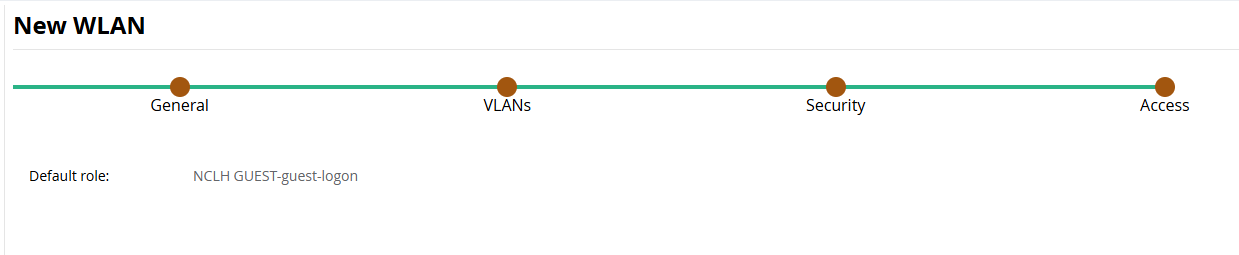 New WLAN
General VLANs Security Access
Default role: NCLH GUEST-guest-logon